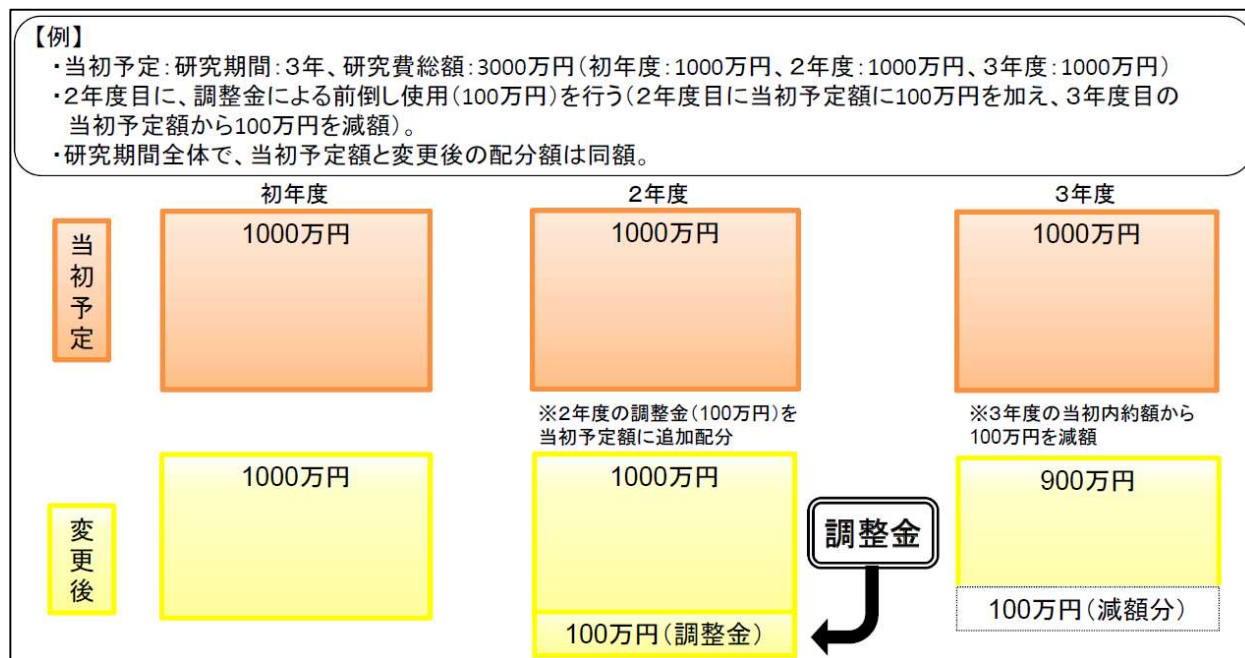 【例】
・当初予定:研究期間:3年、研究費総額:3000万円(初年度:1000万円、2年度:1000万円、3年度:1000万円)
・2年度目に、調整金による前倒し使用(100万円)を行う(2年度目に当初予定額に100万円を加え、3年度目の
当初予定額から100万円を減額)。
・研究期間全体で、当初予定額と変更後の配分額は同額。
初年度
2年度
3年度
当初予定
1000万円
1000万円
1000万円
※2年度の調整金(100万円)を
当初予定額に追加配分
※3年度の当初内約額から
100万円を減額
変更後
1000万円
1000万円
900万円
調整金
100万円(調整金)
100万円(減額分)